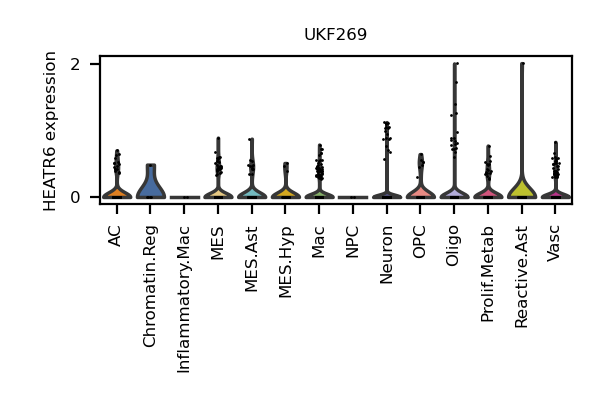 UKF269
HEATR6 expression
2
0
AC
Chromatin.Reg
Inflammatory.Mac
MES
MES.Ast
MES.Hyp
Mac
NPC
Neuron
OPC
Oligo
Prolif.Metab
Reactive.Ast
Vasc